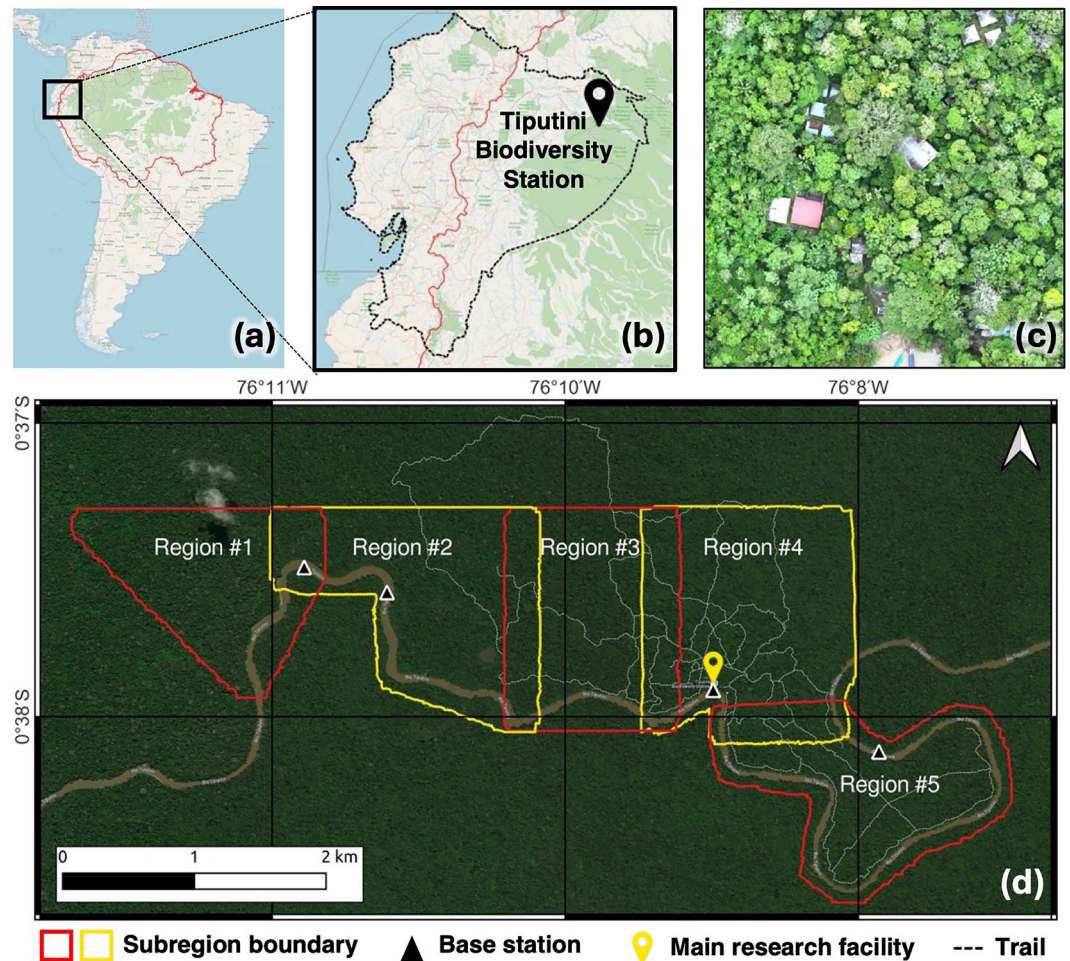 (a)
Tiputini
Biodiversity
Station
(b)
(c)
76°11′W
76°10′W
76°8′W
0°37′S
0°38′S
Region #1
Region #2
Region #3
Region #4
Region #5
0 1 2 km
(d)
Subregion boundary
Base station
Main research facility
Trail